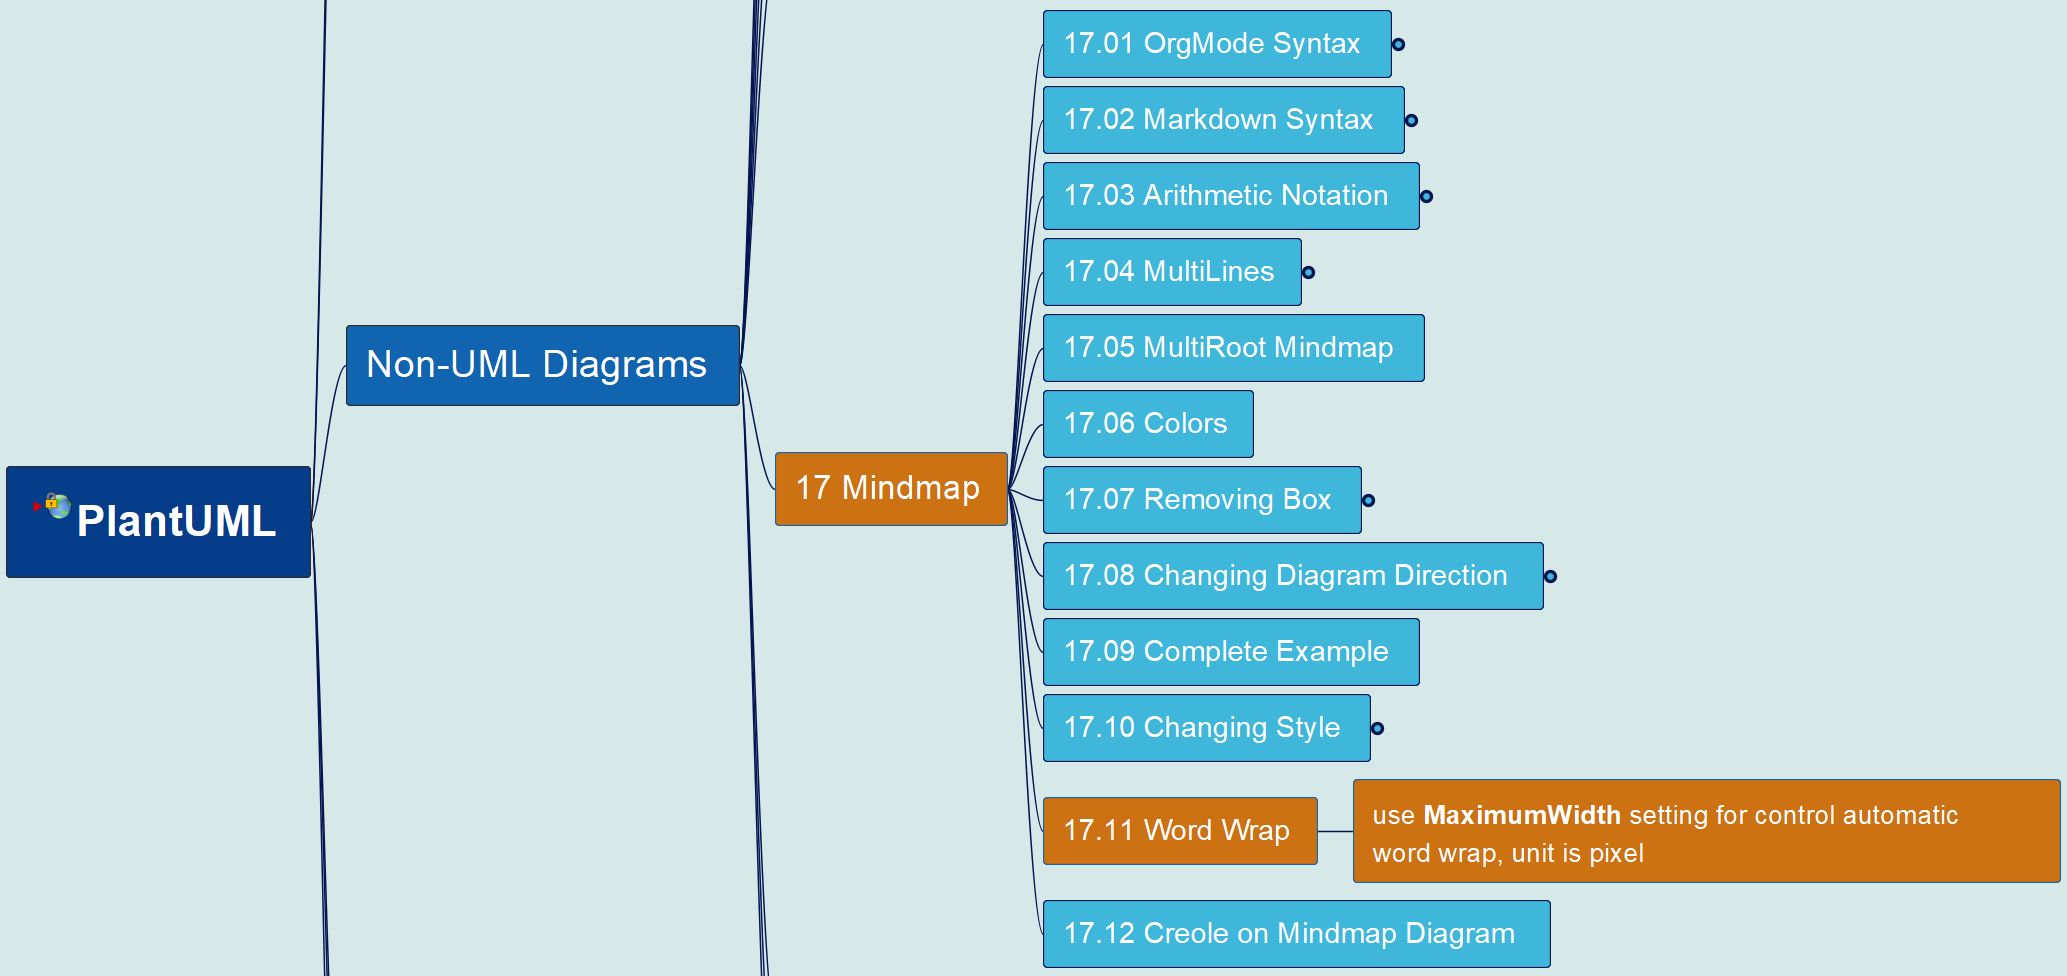 PlantUML
Non-UML Diagrams
17 Mindmap
17.01 OrgMode Syntax
17.02 Markdown Syntax
17.03 Arithmetic Notation
17.04 MultiLines
17.05 MultiRoot Mindmap
17.06 Colors
17.07 Removing Box
17.08 Changing Diagram Direction
17.09 Complete Example
17.10 Changing Style
17.11 Word Wrap
use MaximumWidth setting for control automatic
word wrap, unit is pixel
17.12 Creole on Mindmap Diagram